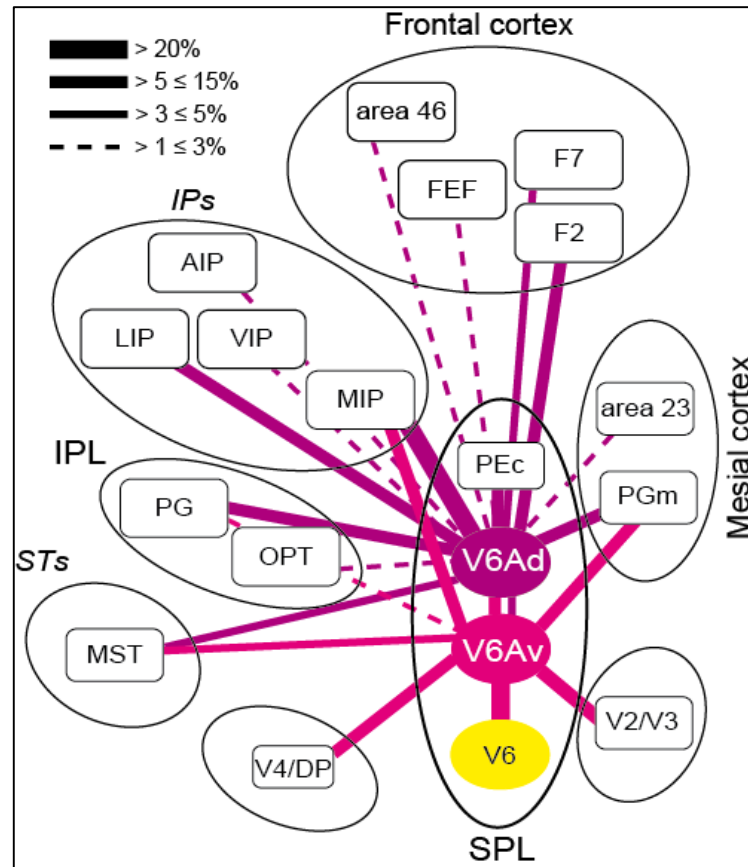 Frontal cortex
> 20%
> 5 ≤ 15%
> 3 ≤ 5%
> 1 ≤ 3%
area 46
F7
FEF
F2
IPs
AIP
LIP
VIP
MIP
area 23
Mesial cortex
PEc
IPL
PG
PGm
OPT
V6Ad
STs
MST
V6Av
V2/V3
V4/DP
V6
SPL